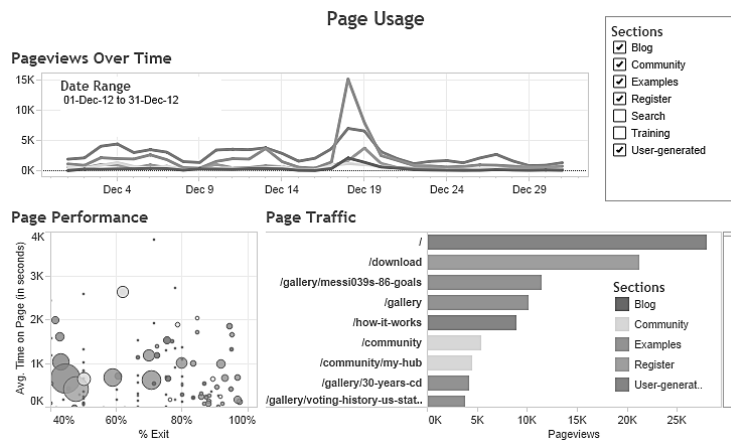 Page Usage
Pageviews Over Time
15K
10K
5K
0K
Date Range
01-Dec-12 to 31-Dec-12
Dec 4
Dec 9
Dec 14
Dec 19
Dec 24
Dec 29
Sections
Blog
Community
Examples
Register
Search
Training
User-generated
Page Performance
Avg. Time on Page (in seconds)
4K
3K
1K
1K
0K
40%
60%
80%
100%
% Exit
Page Traffic
/
/download
/gallery/messi039s-86-goals
/gallery
/how-it-works
/community
/community/my-hub
/gallery/30-years-cd
/gallery/voting-history-us-stat..
0K
5K
10K
15K
20K
25K
Pageviews
Sections
Blog
Community
Examples
Register
User-generat..